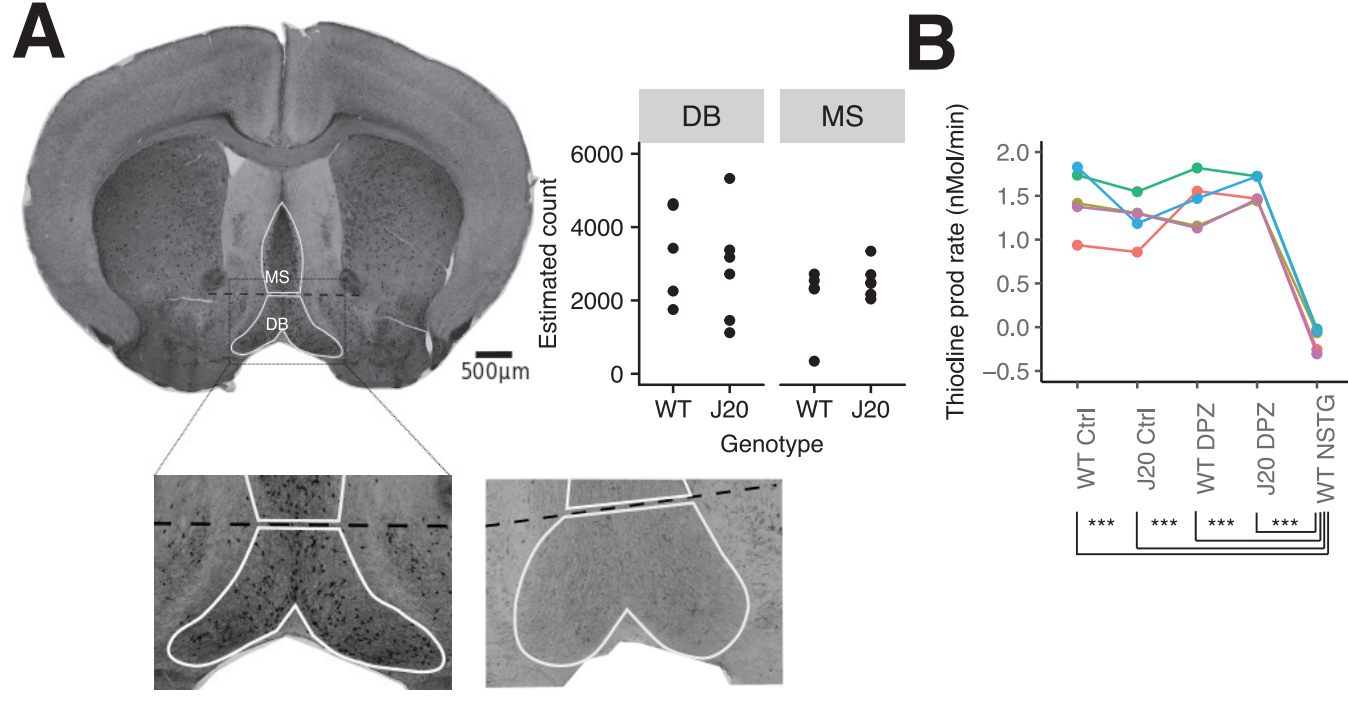 A
MS
DB
500µm
DB
MS
Estimated count
6000
4000
2000
0
WT
J20
WT
J20
Genotype
B
Thiocline prod rate (nMol/min)
2.0
1.5
1.0
0.5
0.0
−0.5
WT Ctrl
J20 Ctrl
WT DPZ
J20 DPZ
WT NSTG
*** *** *** ***